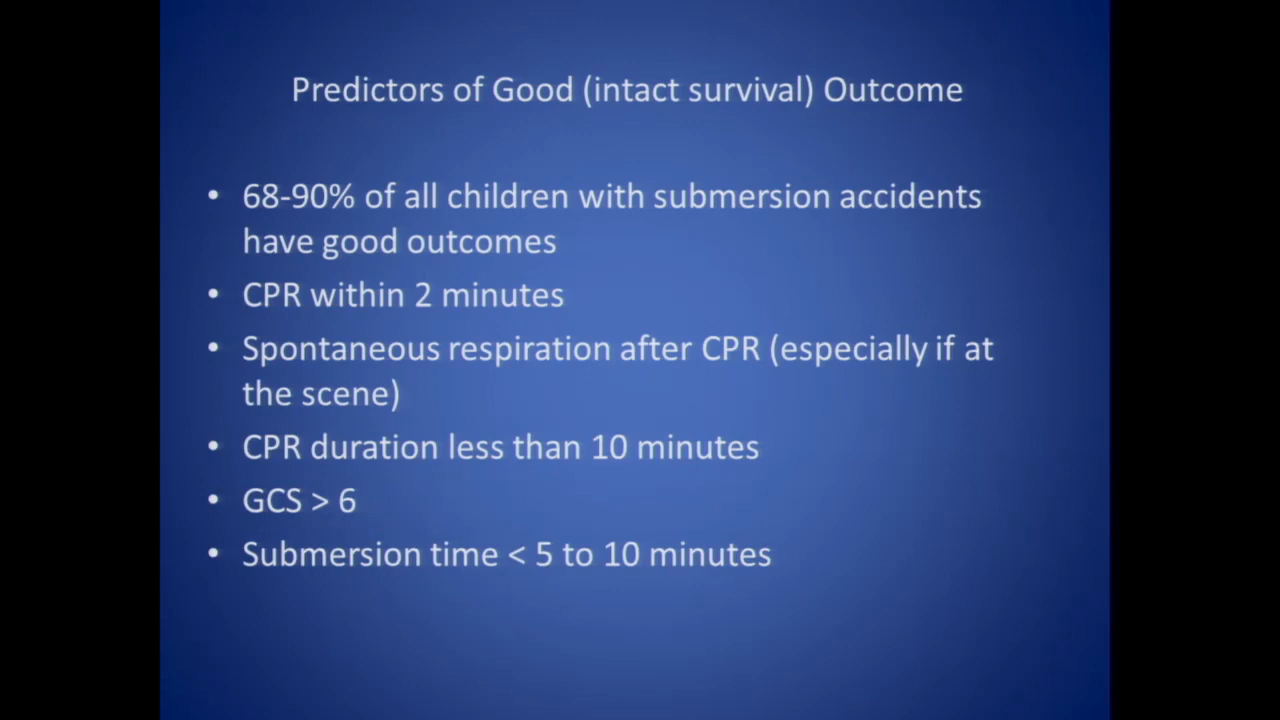 Predictors of Good (intact survival) Outcome
• 68-90% of all children with submersion accidents
have good outcomes
• CPR within 2 minutes
• Spontaneous respiration after CPR (especially if at
the scene)
• CPR duration less than 10 minutes
• GCS > 6
• Submersion time < 5 to 10 minutes